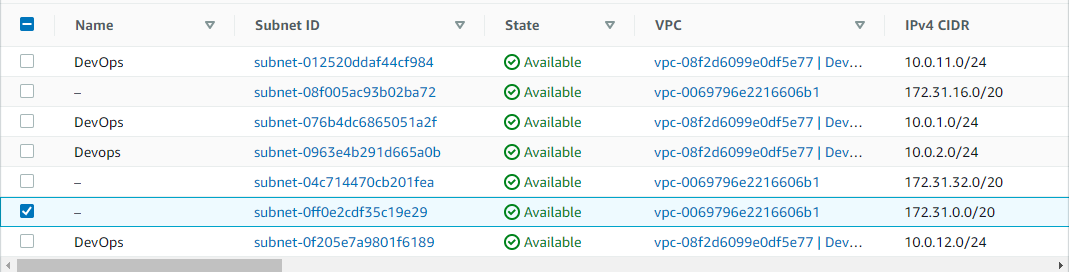 Name Subnet ID State VPC IPv4 CIDR
DevOps subnet-012520ddaf44cf984 Available vpc-08f2d6099e0df5e77 | Dev… 10.0.11.0/24
– subnet-08f005ac93b02ba72 Available vpc-0069796e2216606b1 172.31.16.0/20
DevOps subnet-076b4dc6865051a2f Available vpc-08f2d6099e0df5e77 | Dev… 10.0.1.0/24
Devops subnet-0963e4b291d665a0b Available vpc-08f2d6099e0df5e77 | Dev… 10.0.2.0/24
– subnet-04c714470cb201fea Available vpc-0069796e2216606b1 172.31.32.0/20
– subnet-0ff0e2cdf35c19e29 Available vpc-0069796e2216606b1 172.31.0.0/20
DevOps subnet-0f205e7a9801f6189 Available vpc-08f2d6099e0df5e77 | Dev… 10.0.12.0/24